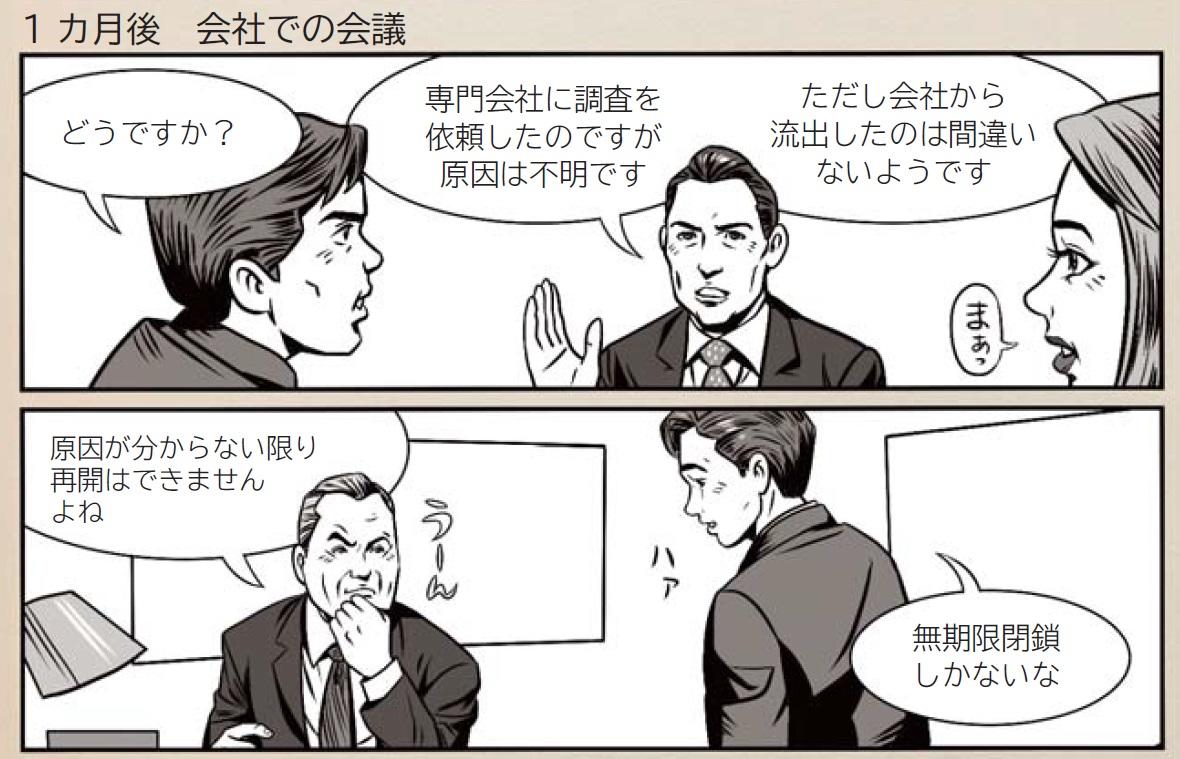 1 カ月後　会社での会議
どうですか？
専門会社に調査を
依頼したのですが
原因は不明です
ただし会社から
流出したのは間違い
ないようです
まぁっ
原因が分からない限り
再開はできません
よね
うーん
ハァ
無期限閉鎖
しかないな